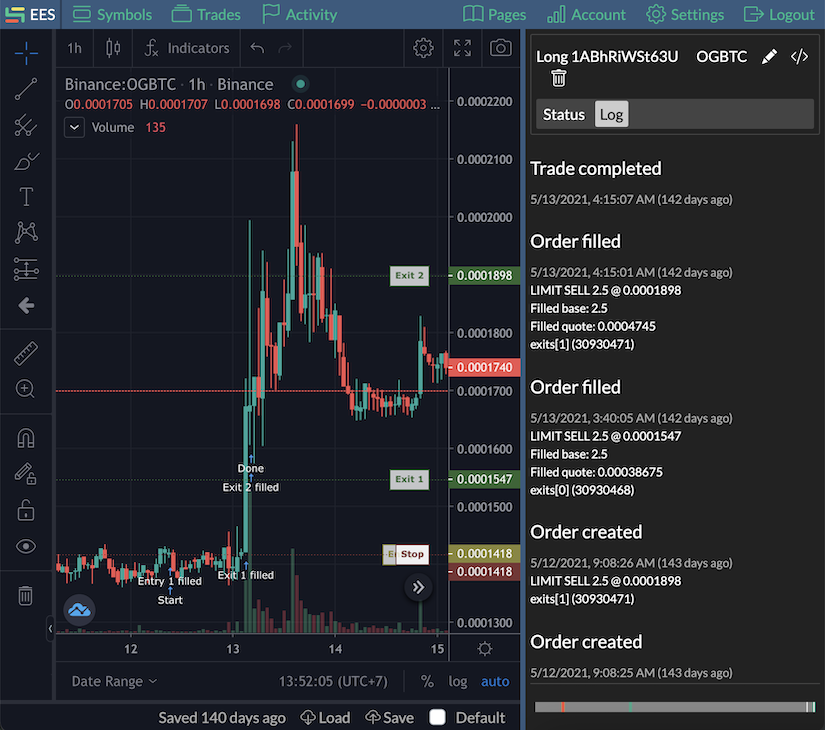 EES Symbols Trades Activity Pages Account Settings Logout
1h Indicators
Binance:OGBTC · 1h · Binance
O0.0001705 H0.0001707 L0.0001698 C0.0001699 −0.0000003 ...
Volume 135
0.0002200
0.0002100
0.0002000
Exit 2 0.0001898
0.0001800
0.0001740
0.0001700
0.0001600
Done
Exit 2 filled
Exit 1 0.0001547
0.0001500
Stop 0.0001418
0.0001418
Entry 1 filled
Exit 1 filled
Start
0.0001300
12 13 14 15
Date Range 13:52:05 (UTC+7) % log auto
Saved 140 days ago Load Save Default
Long 1ABhRiWSt63U OGBTC
Status Log
Trade completed
5/13/2021, 4:15:07 AM (142 days ago)
Order filled
5/13/2021, 4:15:01 AM (142 days ago)
LIMIT SELL 2.5 @ 0.0001898
Filled base: 2.5
Filled quote: 0.0004745
exits[1] (30930471)
Order filled
5/13/2021, 3:40:05 AM (142 days ago)
LIMIT SELL 2.5 @ 0.0001547
Filled base: 2.5
Filled quote: 0.00038675
exits[0] (30930468)
Order created
5/12/2021, 9:08:26 AM (143 days ago)
LIMIT SELL 2.5 @ 0.0001898
exits[1] (30930471)
Order created
5/12/2021, 9:08:25 AM (143 days ago)